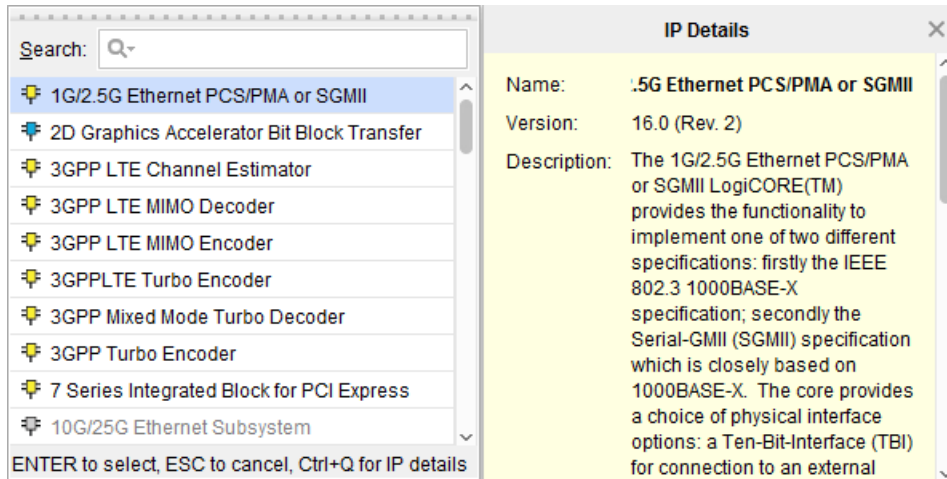 Search:
1G/2.5G Ethernet PCS/PMA or SGMII
2D Graphics Accelerator Bit Block Transfer
3GPP LTE Channel Estimator
3GPP LTE MIMO Decoder
3GPP LTE MIMO Encoder
3GPPLTE Turbo Encoder
3GPP Mixed Mode Turbo Decoder
3GPP Turbo Encoder
7 Series Integrated Block for PCI Express
10G/25G Ethernet Subsystem
ENTER to select, ESC to cancel, Ctrl+Q for IP details
IP Details
Name: .5G Ethernet PCS/PMA or SGMII
Version: 16.0 (Rev. 2)
Description: The 1G/2.5G Ethernet PCS/PMA
or SGMII LogiCORE(TM)
provides the functionality to
implement one of two different
specifications: firstly the IEEE
802.3 1000BASE-X
specification; secondly the
Serial-GMII (SGMII) specification
which is closely based on
1000BASE-X. The core provides
a choice of physical interface
options: a Ten-Bit-Interface (TBI)
for connection to an external